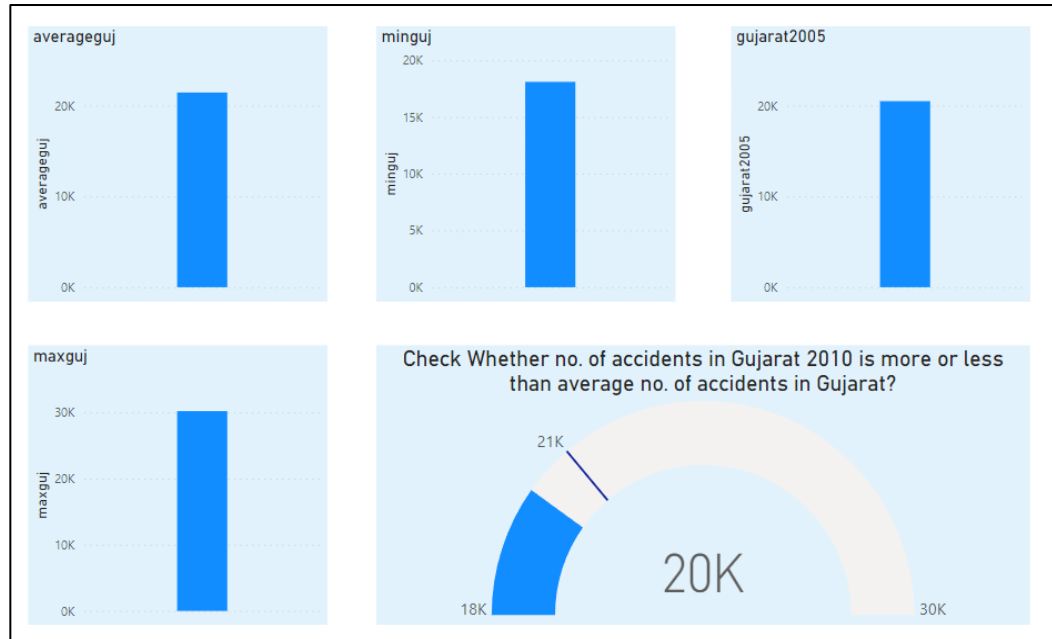 averageguj
20K
10K
0K
averageguj
minguj
20K
15K
10K
5K
0K
minguj
gujarat2005
20K
10K
0K
gujarat2005
maxguj
30K
20K
10K
0K
maxguj
Check Whether no. of accidents in Gujarat 2010 is more or less
than average no. of accidents in Gujarat?
21K
20K
18K
30K